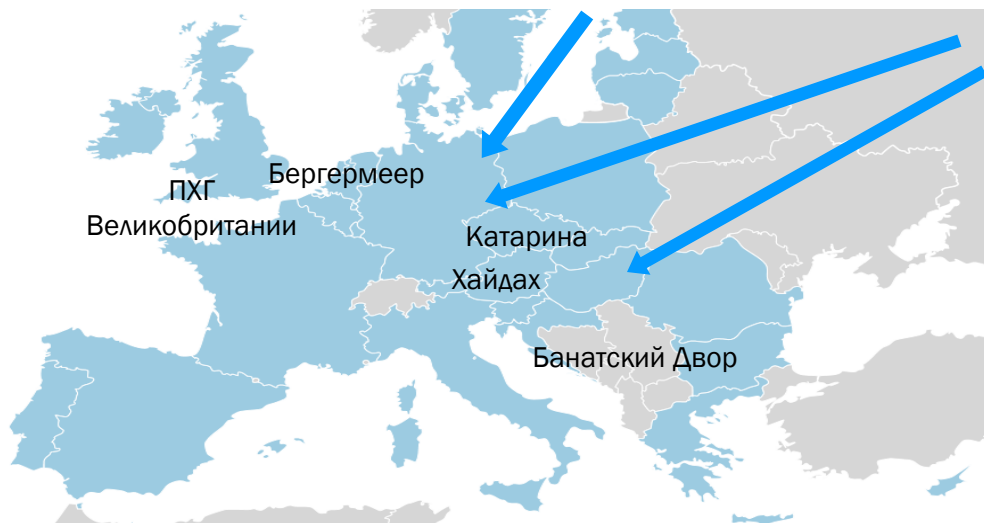 Бергермеер
ПХГ
Великобритании
Катарина
Хайдах
Банатский Двор